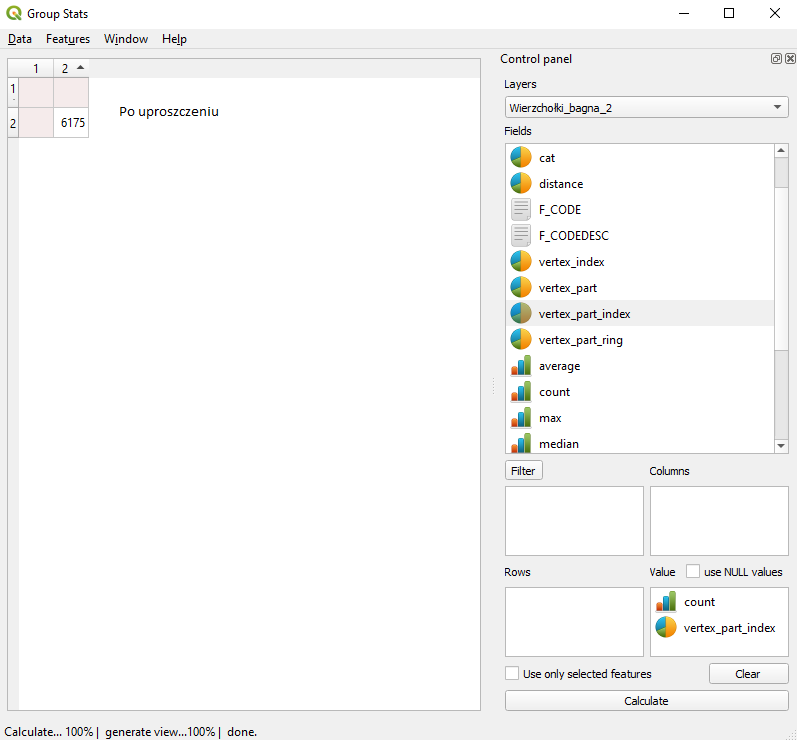 Group Stats
Data Features Window Help
1 2
1
2 6175
Po uproszczeniu
Control panel
Layers
Wierzchołki_bagna_2
Fields
cat
distance
F_CODE
F_CODEDESC
vertex_index
vertex_part
vertex_part_index
vertex_part_ring
average
count
max
median
Filter Columns
Rows Value use NULL values
count
vertex_part_index
Use only selected features Clear
Calculate
Calculate... 100% | generate view...100% | done.